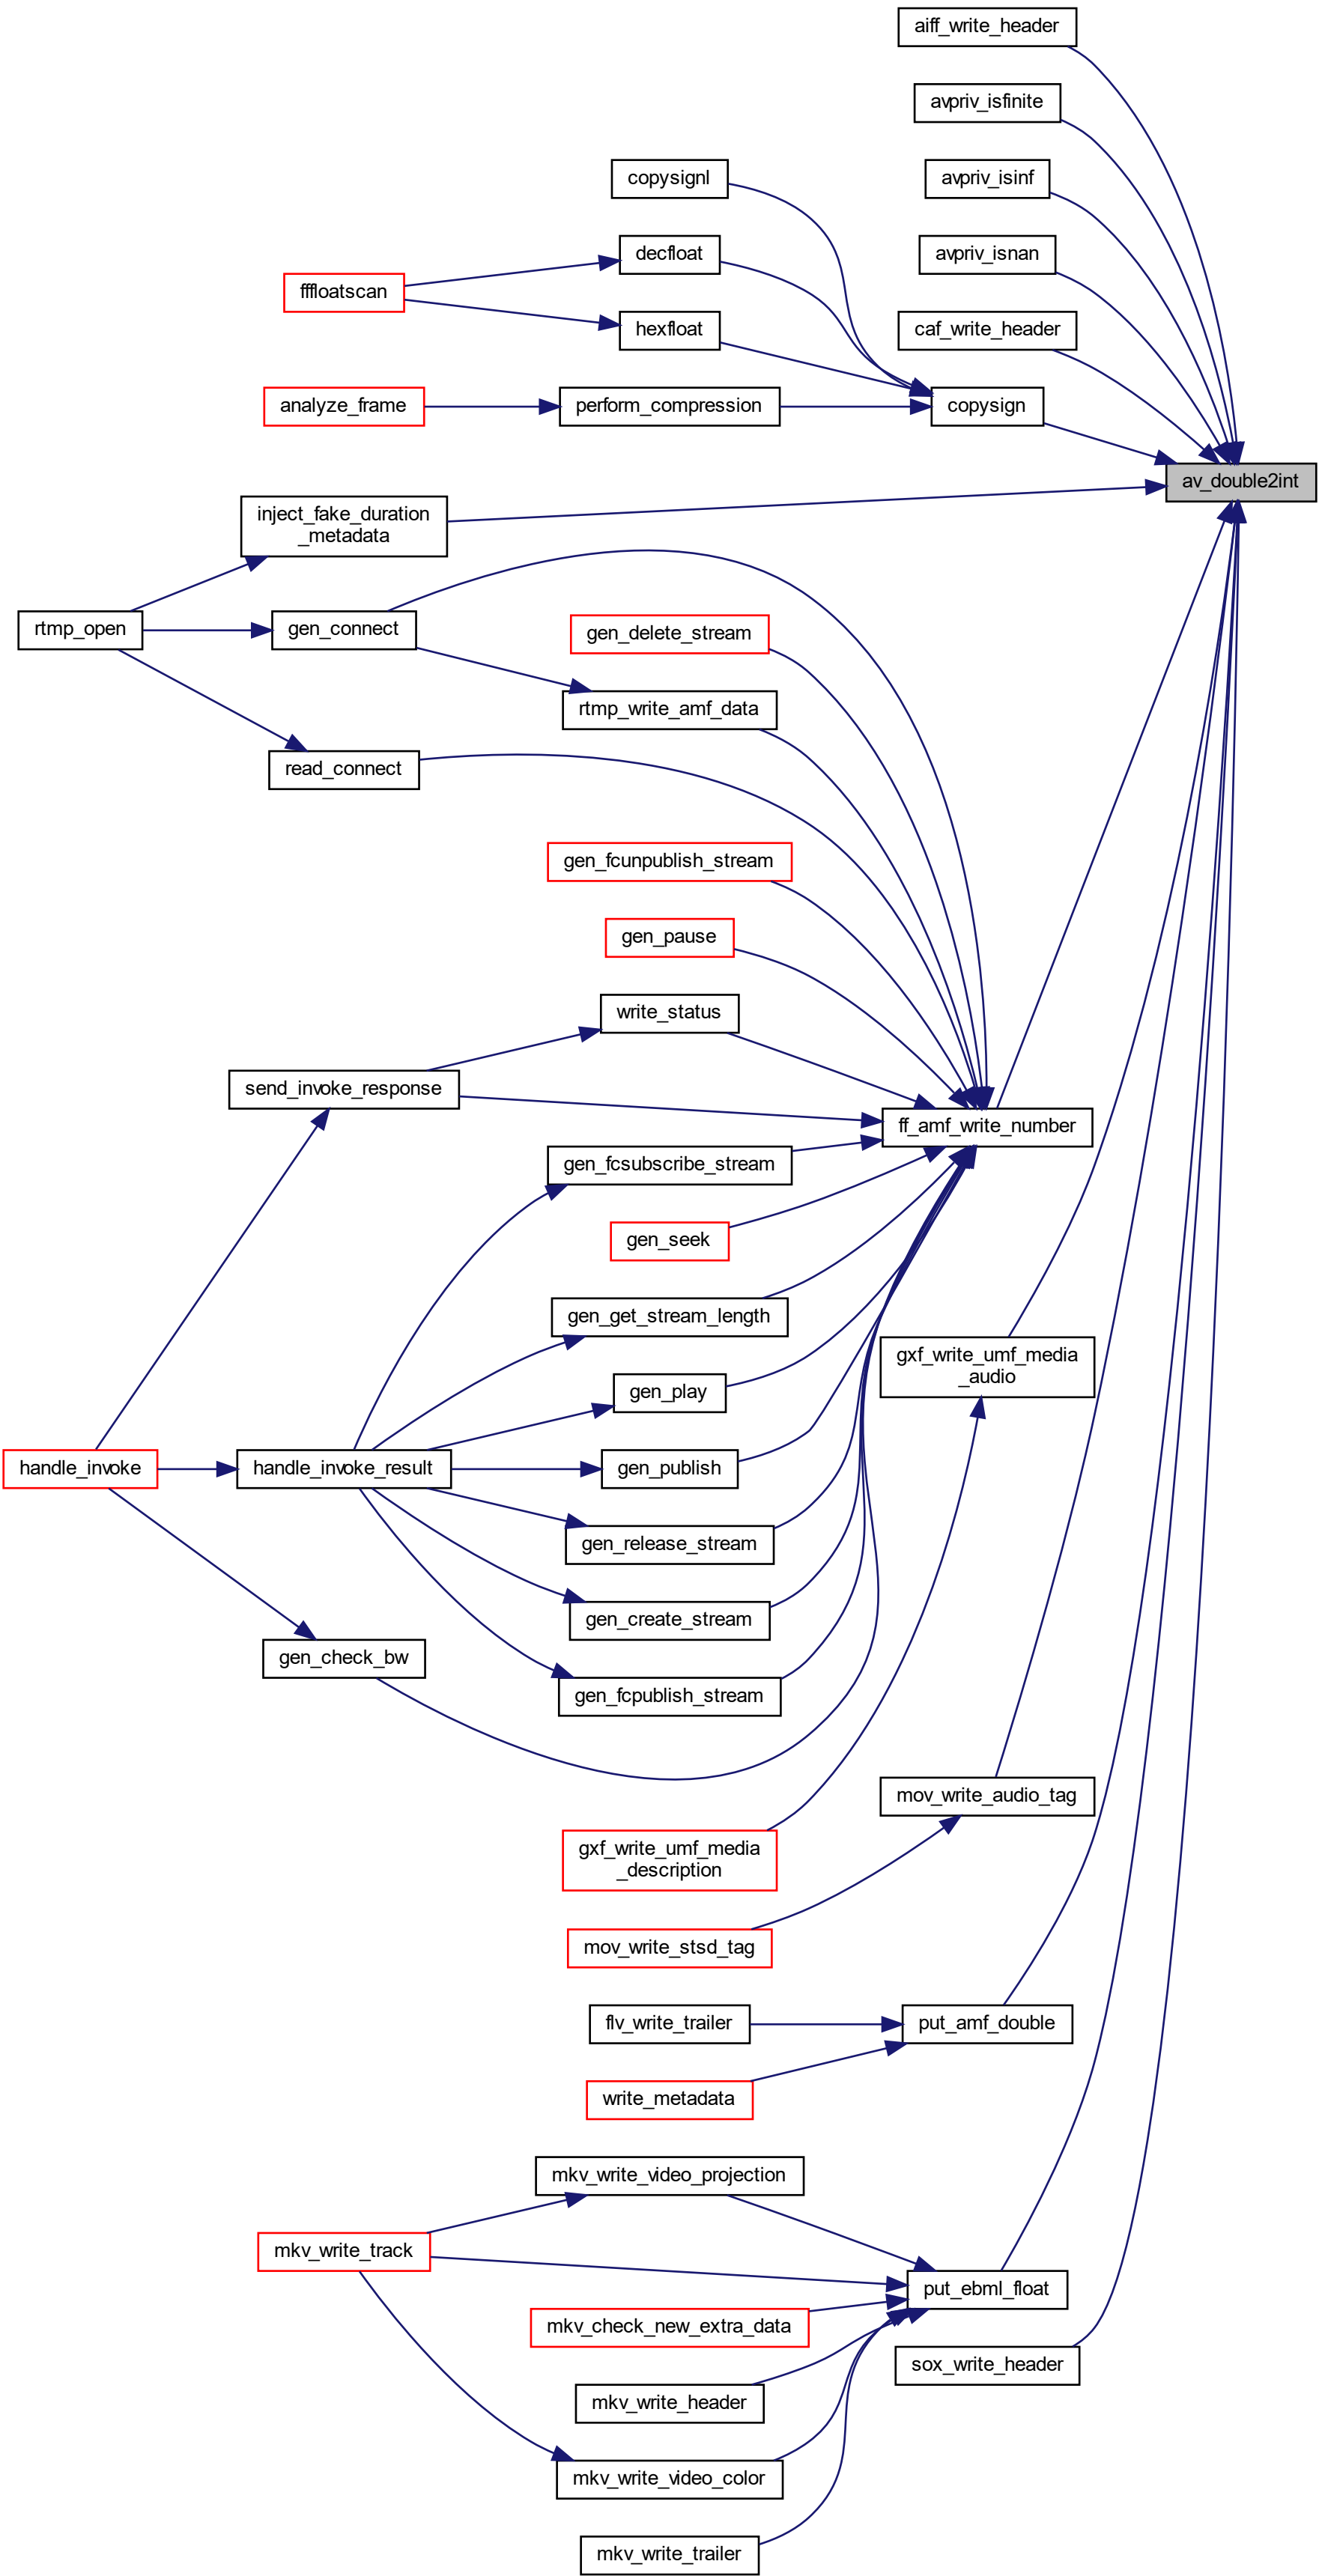 aiff_write_header
avpriv_isfinite
avpriv_isinf
copysignl
avpriv_isnan
decfloat
fffloatscan
hexfloat
caf_write_header
analyze_frame
perform_compression
copysign
av_double2int
inject_fake_duration
_metadata
rtmp_open
gen_connect
gen_delete_stream
rtmp_write_amf_data
read_connect
gen_fcunpublish_stream
gen_pause
write_status
send_invoke_response
ff_amf_write_number
gen_fcsubscribe_stream
gen_seek
gen_get_stream_length
gxf_write_umf_media
_audio
gen_play
handle_invoke
handle_invoke_result
gen_publish
gen_release_stream
gen_create_stream
gen_check_bw
gen_fcpublish_stream
mov_write_audio_tag
gxf_write_umf_media
_description
mov_write_stsd_tag
flv_write_trailer
put_amf_double
write_metadata
mkv_write_video_projection
mkv_write_track
put_ebml_float
mkv_check_new_extra_data
sox_write_header
mkv_write_header
mkv_write_video_color
mkv_write_trailer